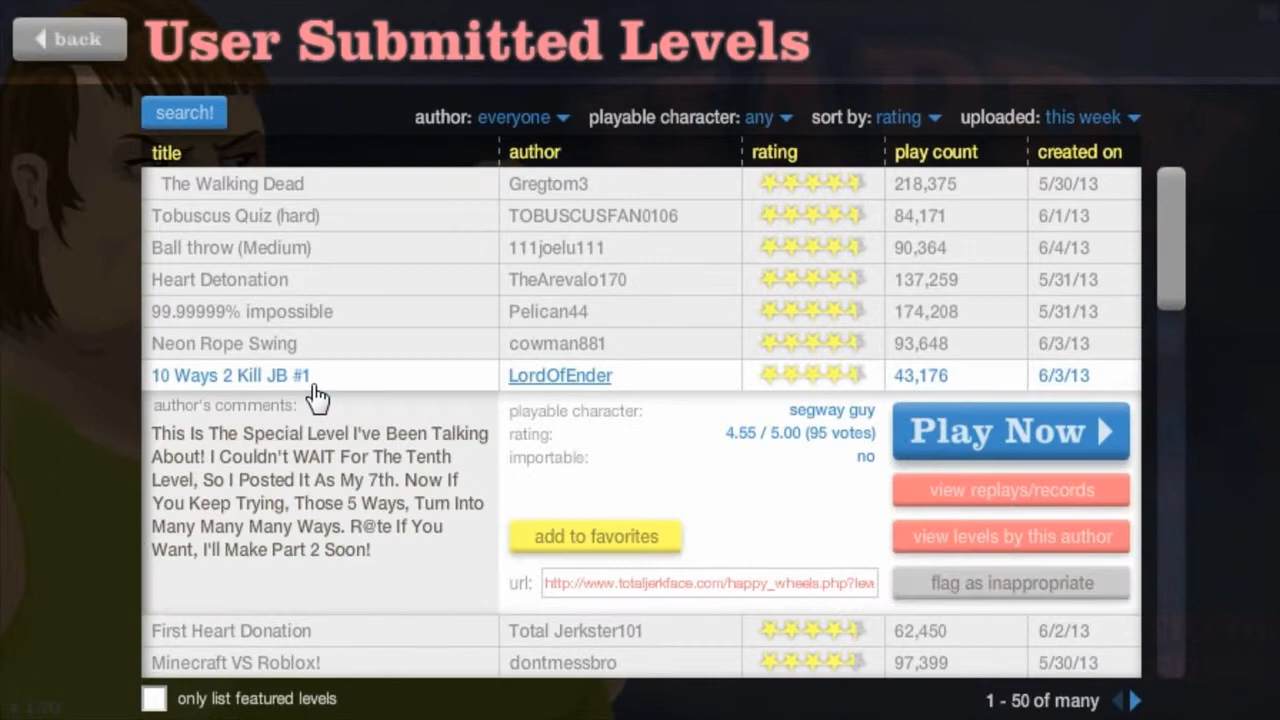 back
User Submitted Levels
search!
author: everyone playable character: any sort by: rating uploaded: this week
title author rating play count created on
The Walking Dead Gregtom3 218,375 5/30/13
Tobuscus Quiz (hard) TOBUSCUSFAN0106 84,171 6/1/13
Ball throw (Medium) 111joelu111 90,364 6/4/13
Heart Detonation TheArevalo170 137,259 5/31/13
99.99999% impossible Pelican44 174,208 5/31/13
Neon Rope Swing cowman881 93,648 6/3/13
10 Ways 2 Kill JB #1 LordOfEnder 43,176 6/3/13
author's comments:
This Is The Special Level I've Been Talking
About! I Couldn't WAIT For The Tenth
Level, So I Posted It As My 7th. Now If
You Keep Trying, Those 5 Ways, Turn Into
Many Many Many Ways. R@te If You
Want, I'll Make Part 2 Soon!
playable character: segway guy
rating: 4.55 / 5.00 (95 votes)
importable: no
add to favorites
url: http://www.totaljerkface.com/happy_wheels.php?lev
Play Now
view replays/records
view levels by this author
flag as inappropriate
First Heart Donation Total Jerkster101 62,450 6/2/13
Minecraft VS Roblox! dontmessbro 97,399 5/30/13
only list featured levels
1 - 50 of many